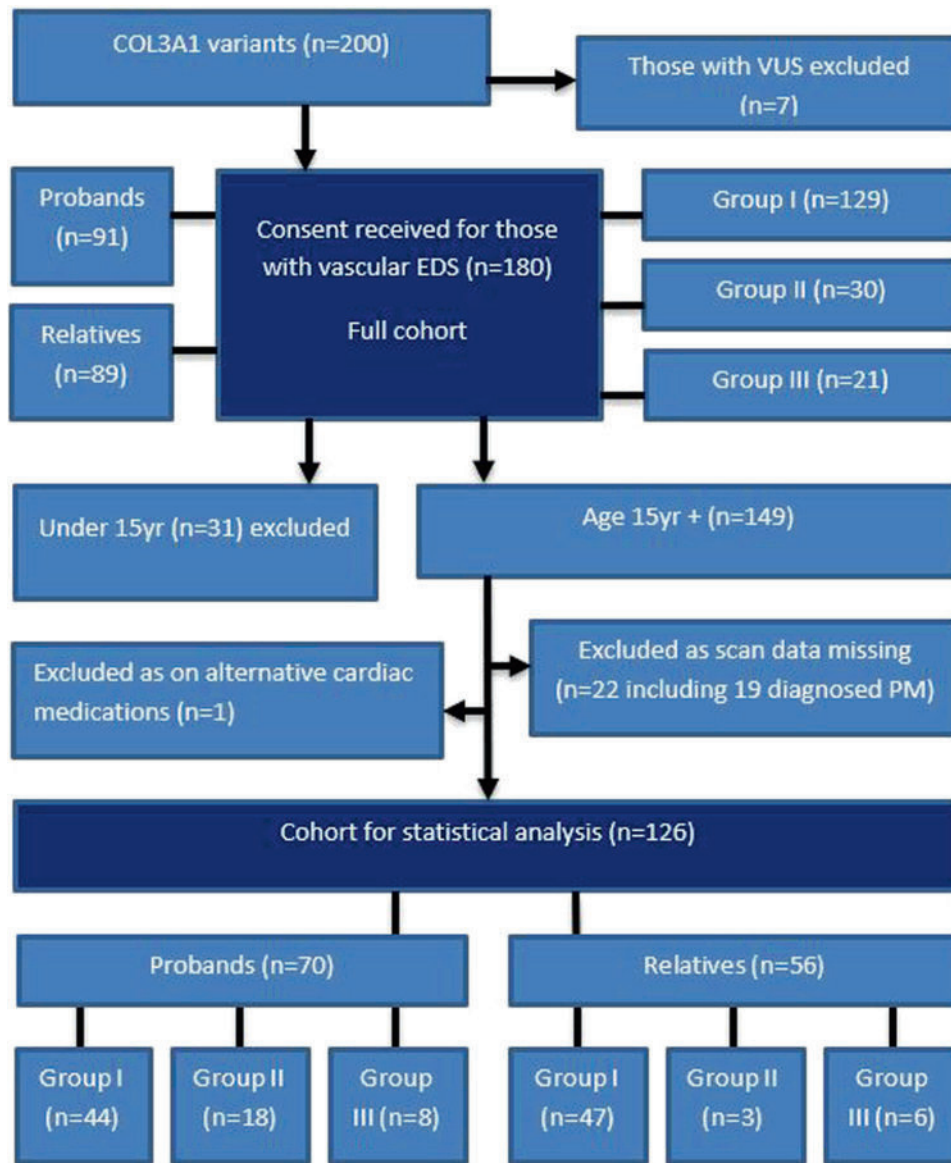 COL3A1 variants (n=200)
Those with VUS excluded
(n=7)
Probands
(n=91)
Relatives
(n=89)
Consent received for those
with vascular EDS (n=180)
Full cohort
Group I (n=129)
Group II (n=30)
Group III (n=21)
Under 15yr (n=31) excluded
Age 15yr + (n=149)
Excluded as on alternative cardiac
medications (n=1)
Excluded as scan data missing
(n=22 including 19 diagnosed PM)
Cohort for statistical analysis (n=126)
Probands (n=70)
Relatives (n=56)
Group I
(n=44)
Group II
(n=18)
Group
III (n=8)
Group I
(n=47)
Group II
(n=3)
Group
III (n=6)